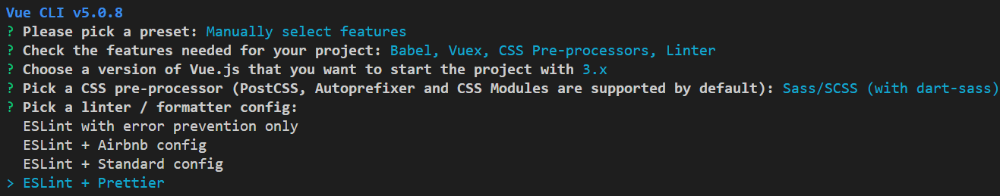 Vue CLI v5.0.8
? Please pick a preset: Manually select features
? Check the features needed for your project: Babel, Vuex, CSS Pre-processors, Linter
? Choose a version of Vue.js that you want to start the project with 3.x
? Pick a CSS pre-processor (PostCSS, Autoprefixer and CSS Modules are supported by default): Sass/SCSS (with dart-sass)
? Pick a linter / formatter config:
ESLint with error prevention only
ESLint + Airbnb config
ESLint + Standard config
> ESLint + Prettier